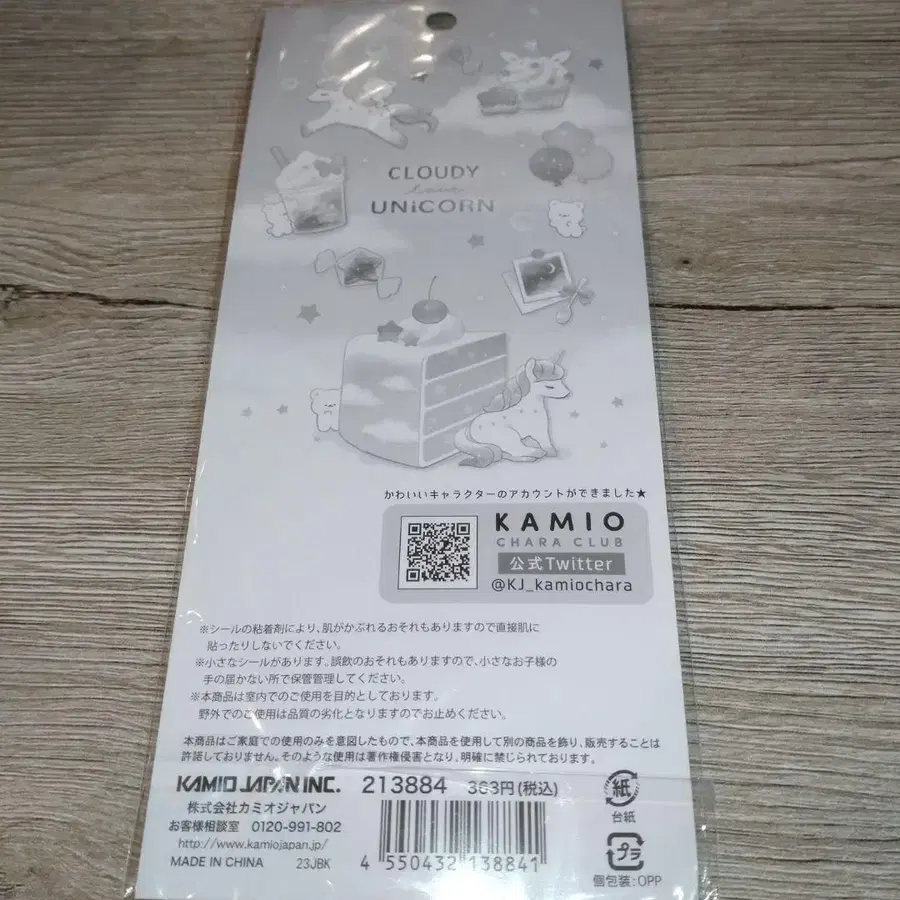 CLOUDY
love
UNiCORN
かわいいキャラクターのアカウントができました★
KAMIO
CHARA CLUB
公式Twitter
@KJ_kamiochara
※シールの粘着剤により、肌がかぶれるおそれもありますので直接肌に
貼ったりしないでください。
※小さなシールがあります。誤飲のおそれもありますので、小さなお子様の
手の届かない所で保管管理してください。
※本商品は室内でのご使用を目的としております。
野外でのご使用は品質の劣化となりますのでお止めください。
本商品はご家庭での使用のみを意図したもので、本商品を使用して別の商品を飾り、販売することは
許諾しておりません。そのような使用は著作権侵害となり、明確に禁じられております。
KAMIO JAPAN INC. 213884 363円(税込)
株式会社カミオジャパン
お客様相談室 0120-991-802
http://www.kamiojapan.jp/
MADE IN CHINA 23JBK
4 550432 138841
紙
台紙
プラ
個包装:OPP